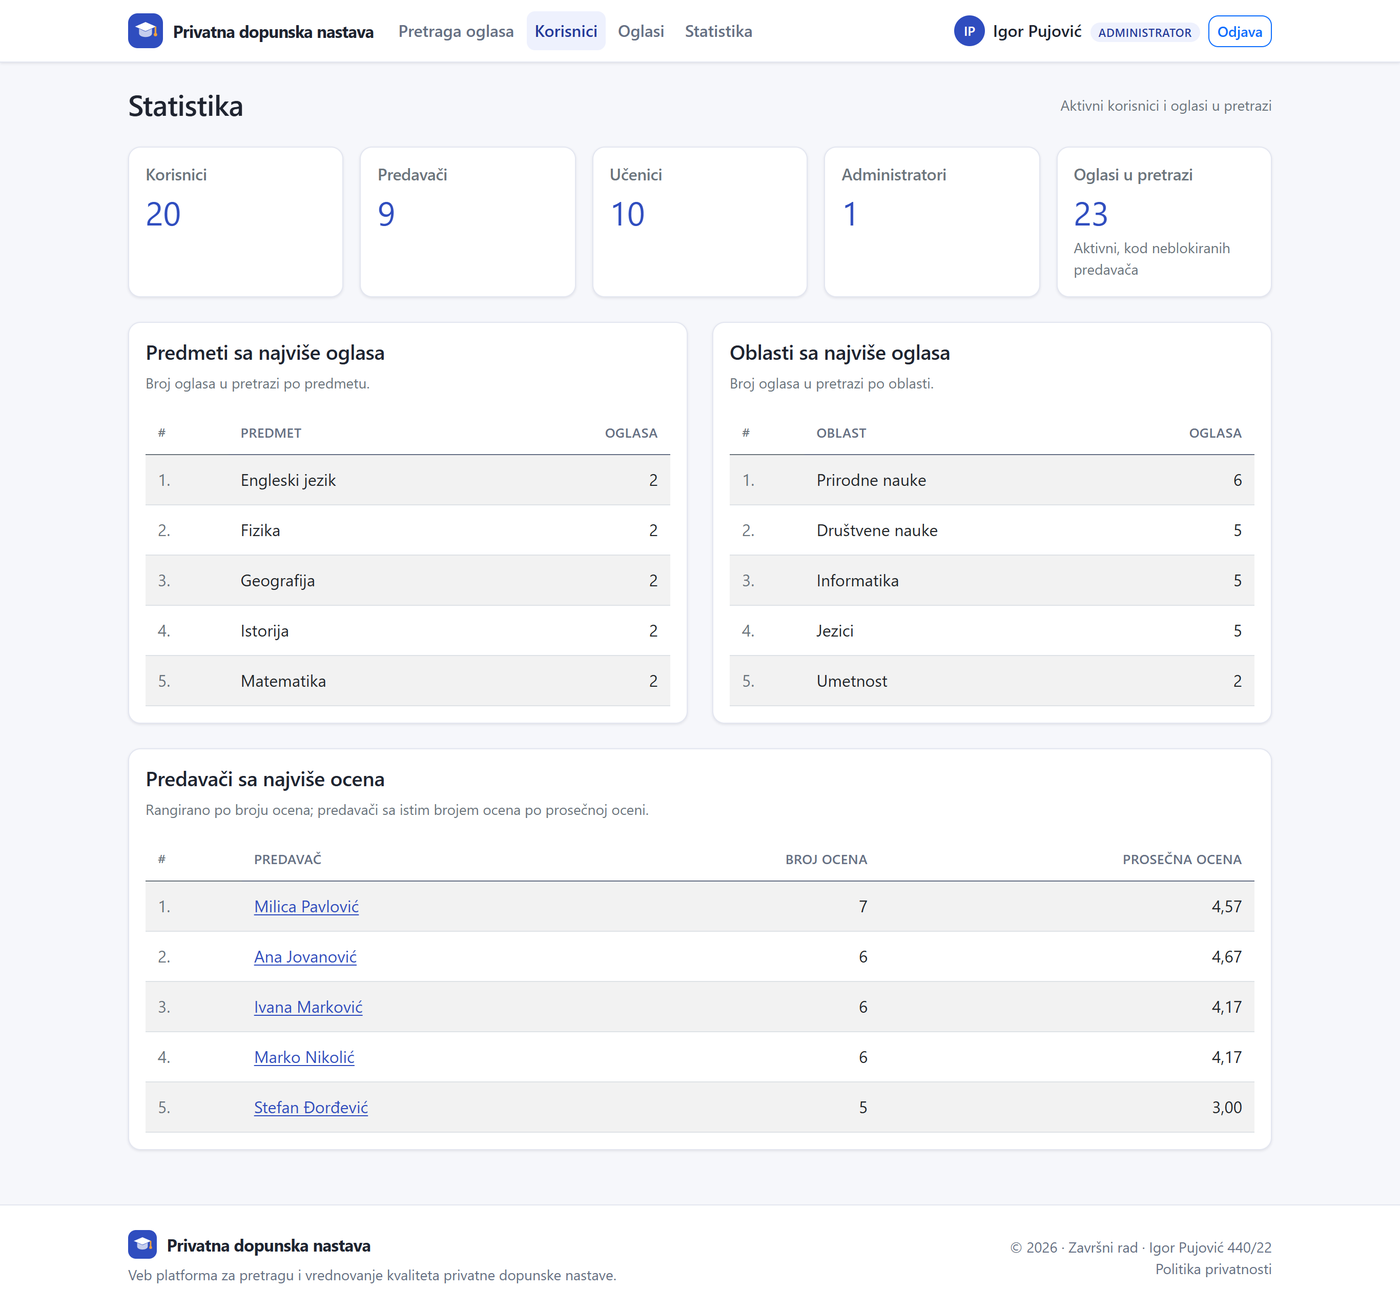 Privatna dopunska nastava Pretraga oglasa Korisnici Oglasi Statistika IP Igor Pujović ADMINISTRATOR Odjava
Statistika Aktivni korisnici i oglasi u pretrazi
Korisnici
20
Predavači
9
Učenici
10
Administratori
1
Oglasi u pretrazi
23
Aktivni, kod neblokiranih
predavača
Predmeti sa najviše oglasa
Broj oglasa u pretrazi po predmetu.
# PREDMET OGLASA
1. Engleski jezik 2
2. Fizika 2
3. Geografija 2
4. Istorija 2
5. Matematika 2
Oblasti sa najviše oglasa
Broj oglasa u pretrazi po oblasti.
# OBLAST OGLASA
1. Prirodne nauke 6
2. Društvene nauke 5
3. Informatika 5
4. Jezici 5
5. Umetnost 2
Predavači sa najviše ocena
Rangirano po broju ocena; predavači sa istim brojem ocena po prosečnoj oceni.
# PREDAVAČ BROJ OCENA PROSEČNA OCENA
1. Milica Pavlović 7 4,57
2. Ana Jovanović 6 4,67
3. Ivana Marković 6 4,17
4. Marko Nikolić 6 4,17
5. Stefan Đorđević 5 3,00
Privatna dopunska nastava
Veb platforma za pretragu i vrednovanje kvaliteta privatne dopunske nastave.
© 2026 · Završni rad · Igor Pujović 440/22
Politika privatnosti